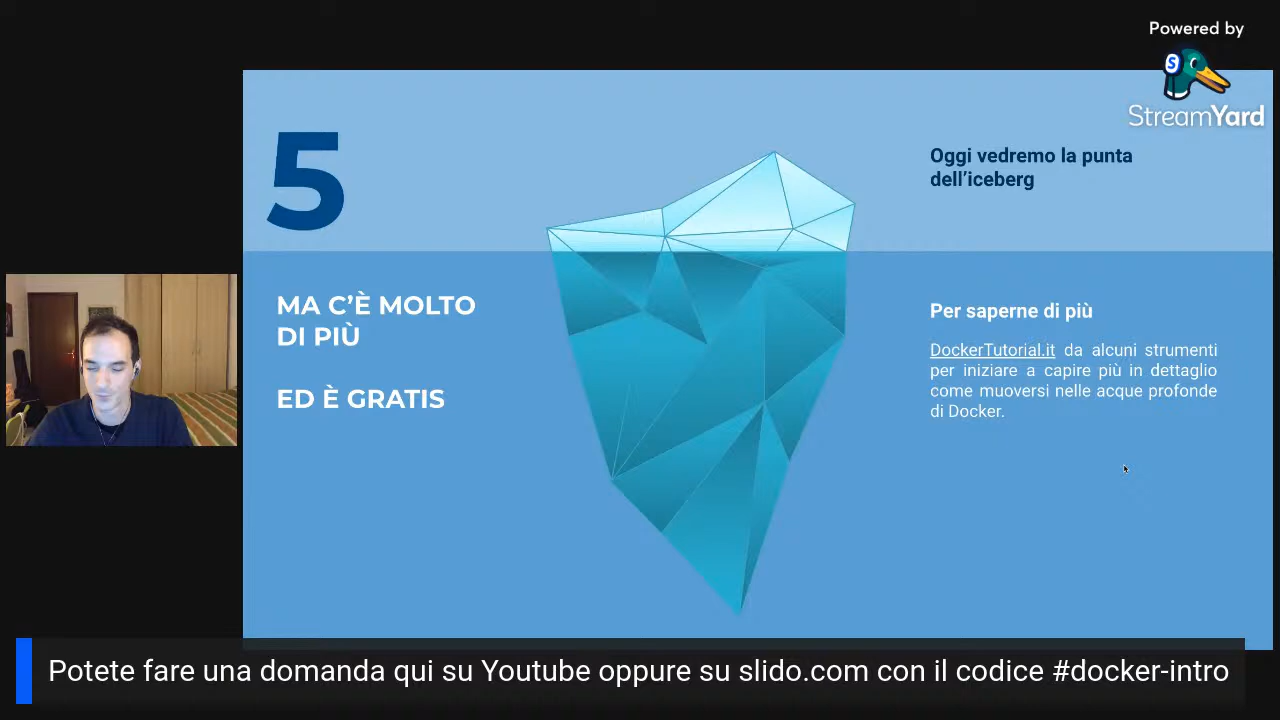 Powered by
StreamYard
5
Oggi vedremo la punta
dell'iceberg
MA C'È MOLTO
DI PIÙ
ED È GRATIS
Per saperne di più
DockerTutorial.it da alcuni strumenti
per iniziare a capire più in dettaglio
come muoversi nelle acque profonde
di Docker.
Potete fare una domanda qui su Youtube oppure su slido.com con il codice #docker-intro